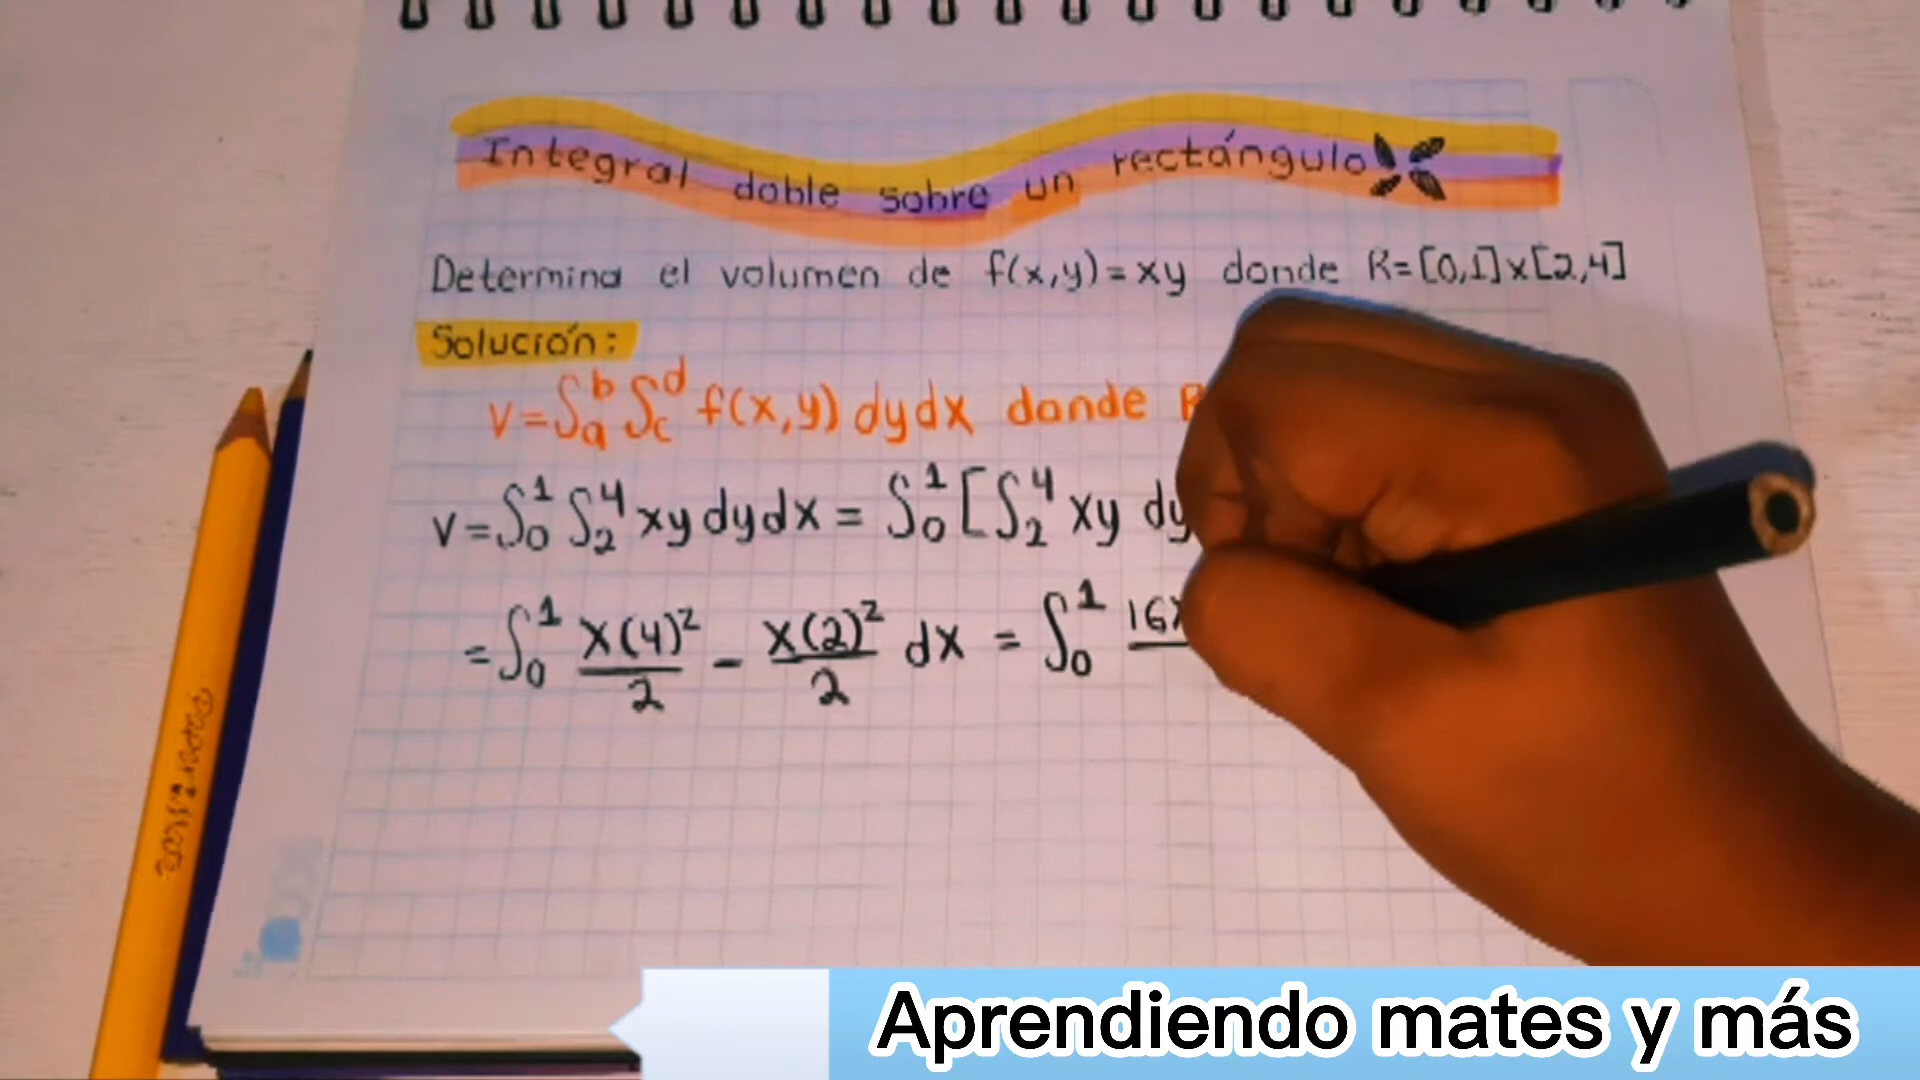 Integral doble sobre un rectángulo
Determina el volumen de f(x,y)=xy donde R=[0,1]x[2,4]
Solución:
V=∫ₐᵇ∫꜀ᵈ f(x,y) dydx donde
V=∫₀¹∫₂⁴ xy dydx = ∫₀¹[∫₂⁴ xy dy
=∫₀¹ x(4)²/2 - x(2)²/2 dx = ∫₀¹ 16x
Aprendiendo mates y más